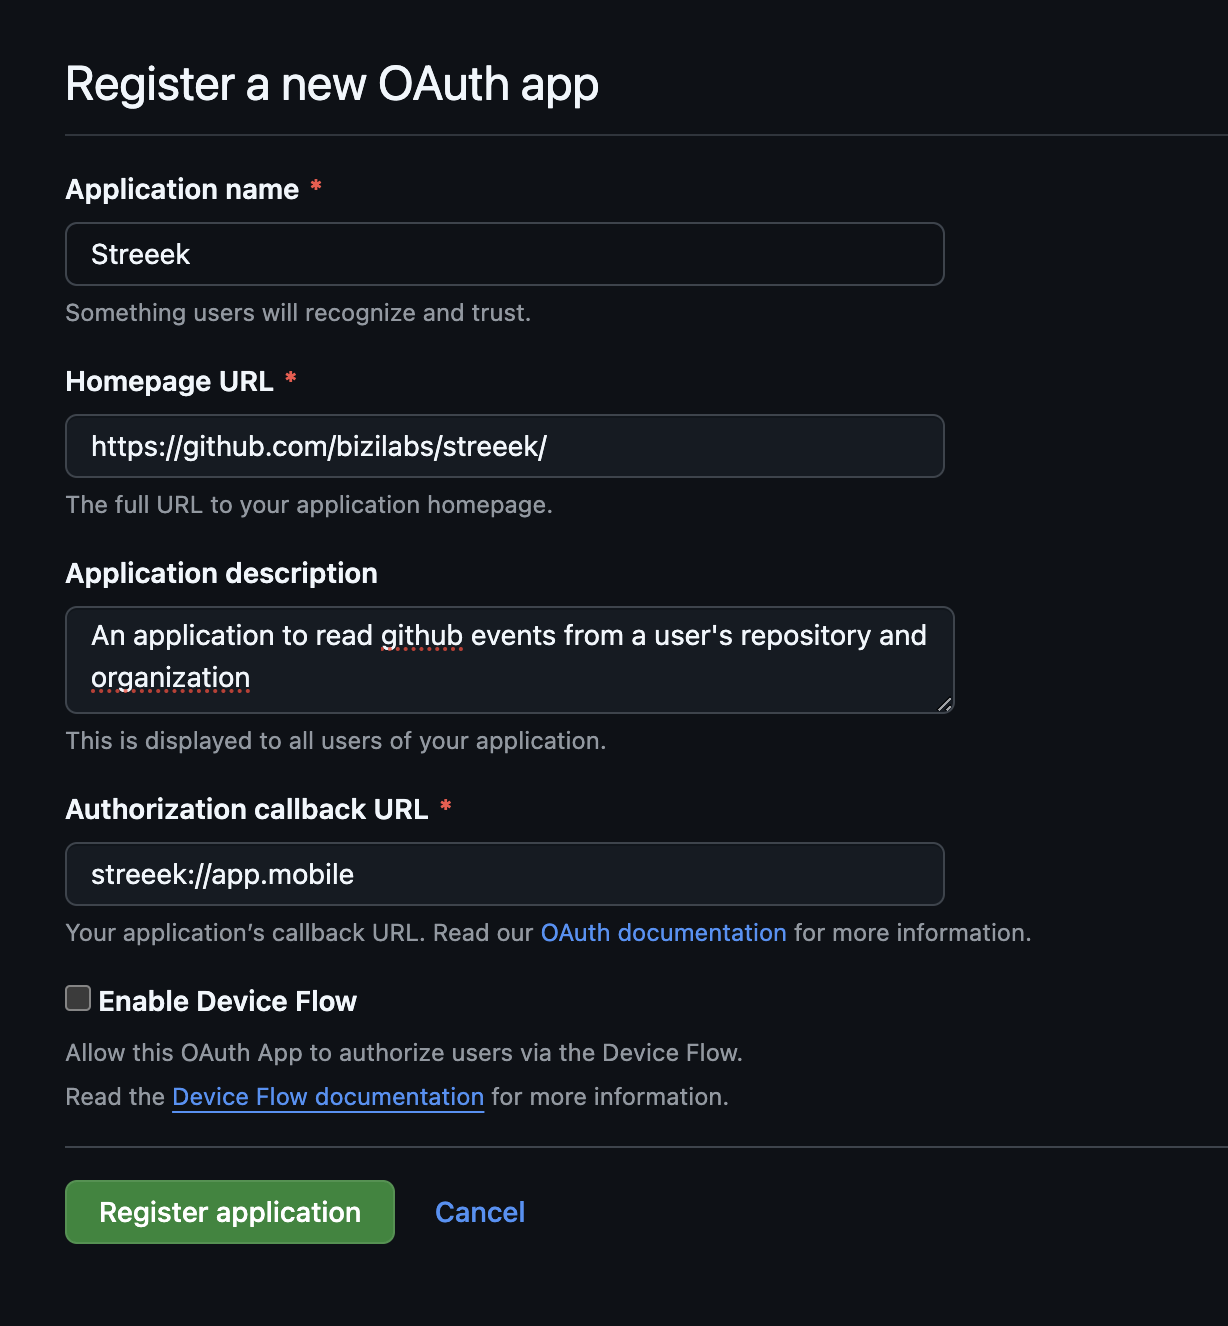 Register a new OAuth app
Application name *
Streeek
Something users will recognize and trust.
Homepage URL *
https://github.com/bizilabs/streeek/
The full URL to your application homepage.
Application description
An application to read github events from a user's repository and
organization
This is displayed to all users of your application.
Authorization callback URL *
streeek://app.mobile
Your application’s callback URL. Read our OAuth documentation for more information.
Enable Device Flow
Allow this OAuth App to authorize users via the Device Flow.
Read the Device Flow documentation for more information.
Register application Cancel